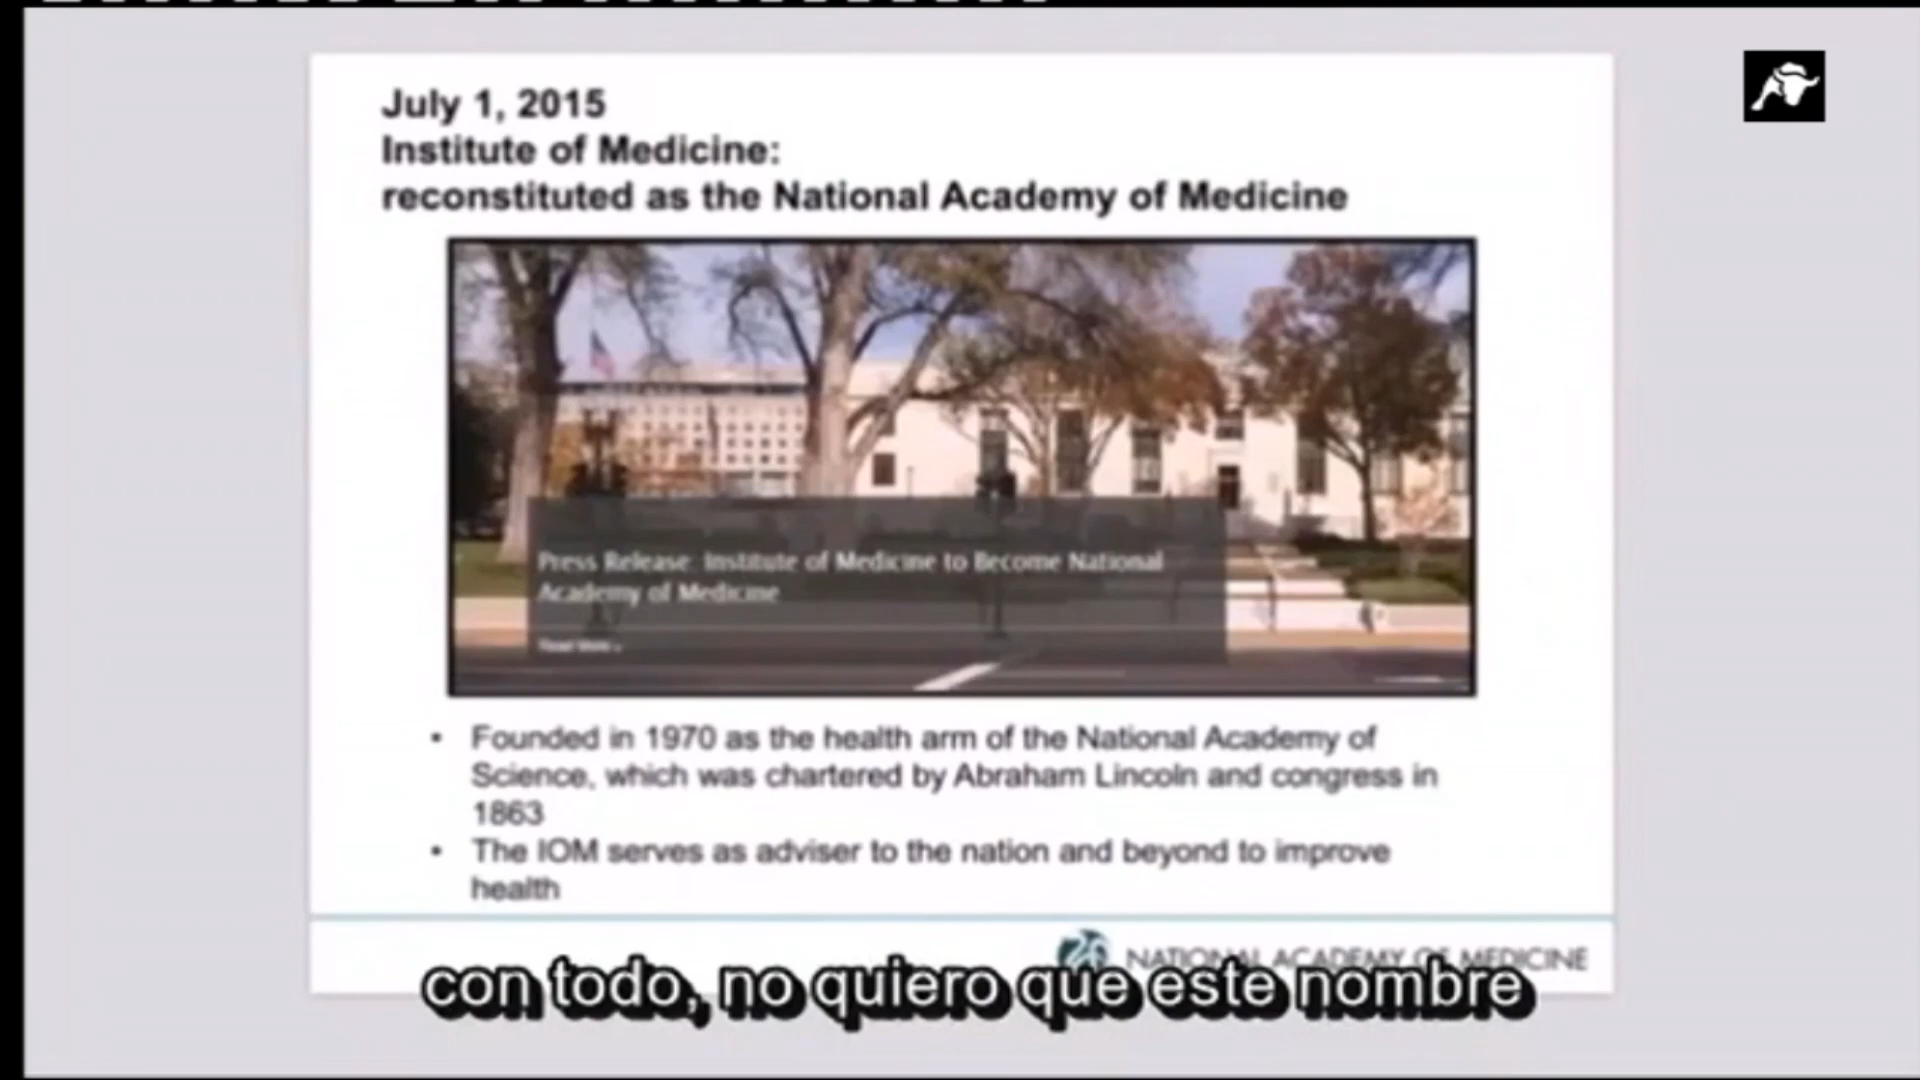 July 1, 2015
Institute of Medicine:
reconstituted as the National Academy of Medicine
Press Release: Institute of Medicine to Become National
Academy of Medicine
Read More »
• Founded in 1970 as the health arm of the National Academy of
Science, which was chartered by Abraham Lincoln and congress in
1863
• The IOM serves as adviser to the nation and beyond to improve
health
NATIONAL ACADEMY OF MEDICINE
con todo, no quiero que este nombre